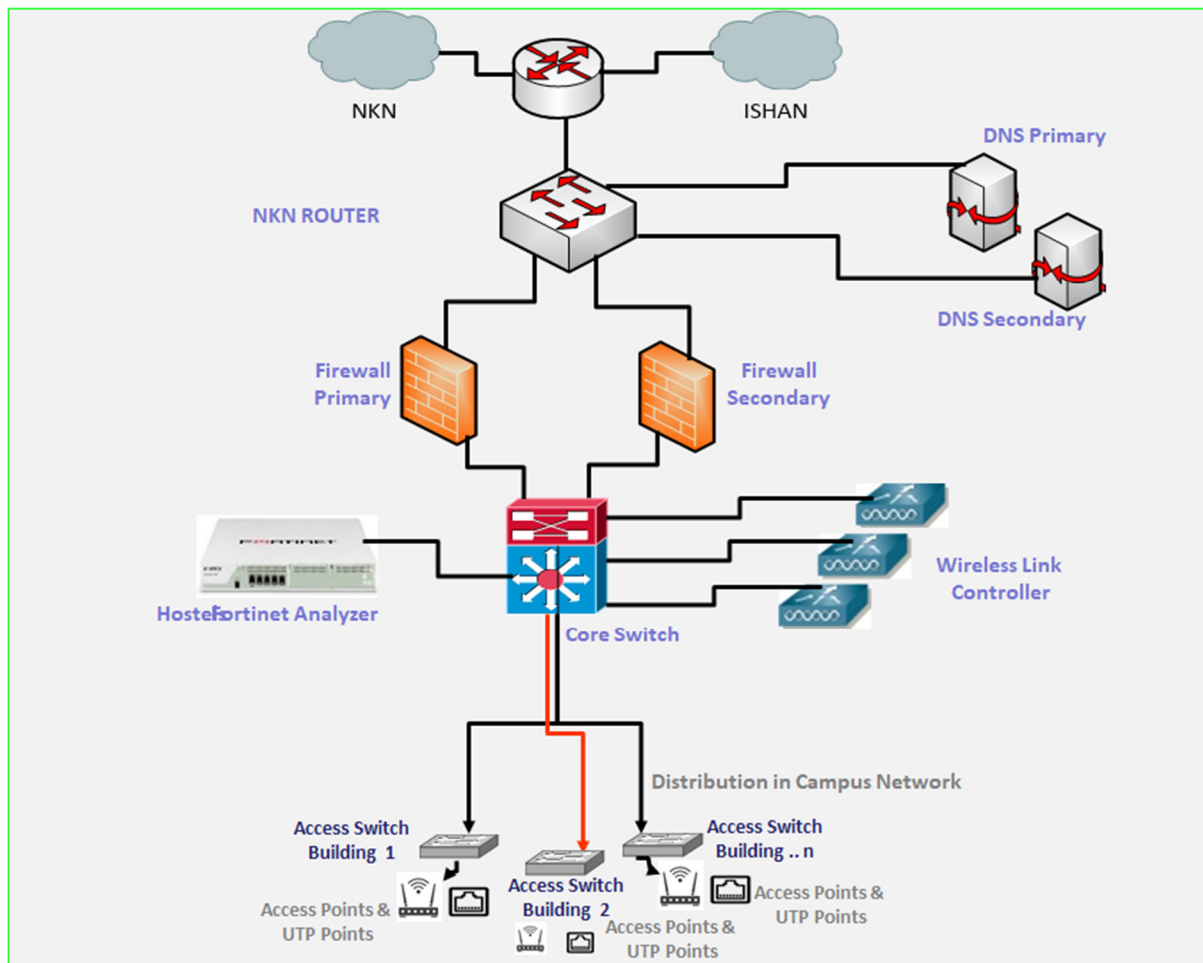 NKN
ISHAN
DNS Primary
NKN ROUTER
DNS Secondary
Firewall
Primary
Firewall
Secondary
FORTINET
Wireless Link
Controller
Hostels
Fortinet Analyzer
Core Switch
Distribution in Campus Network
Access Switch
Building 1
Access Switch
Building .. n
Access Switch
Building 2
Access Points &
UTP Points
Access Points &
UTP Points
Access Points &
UTP Points